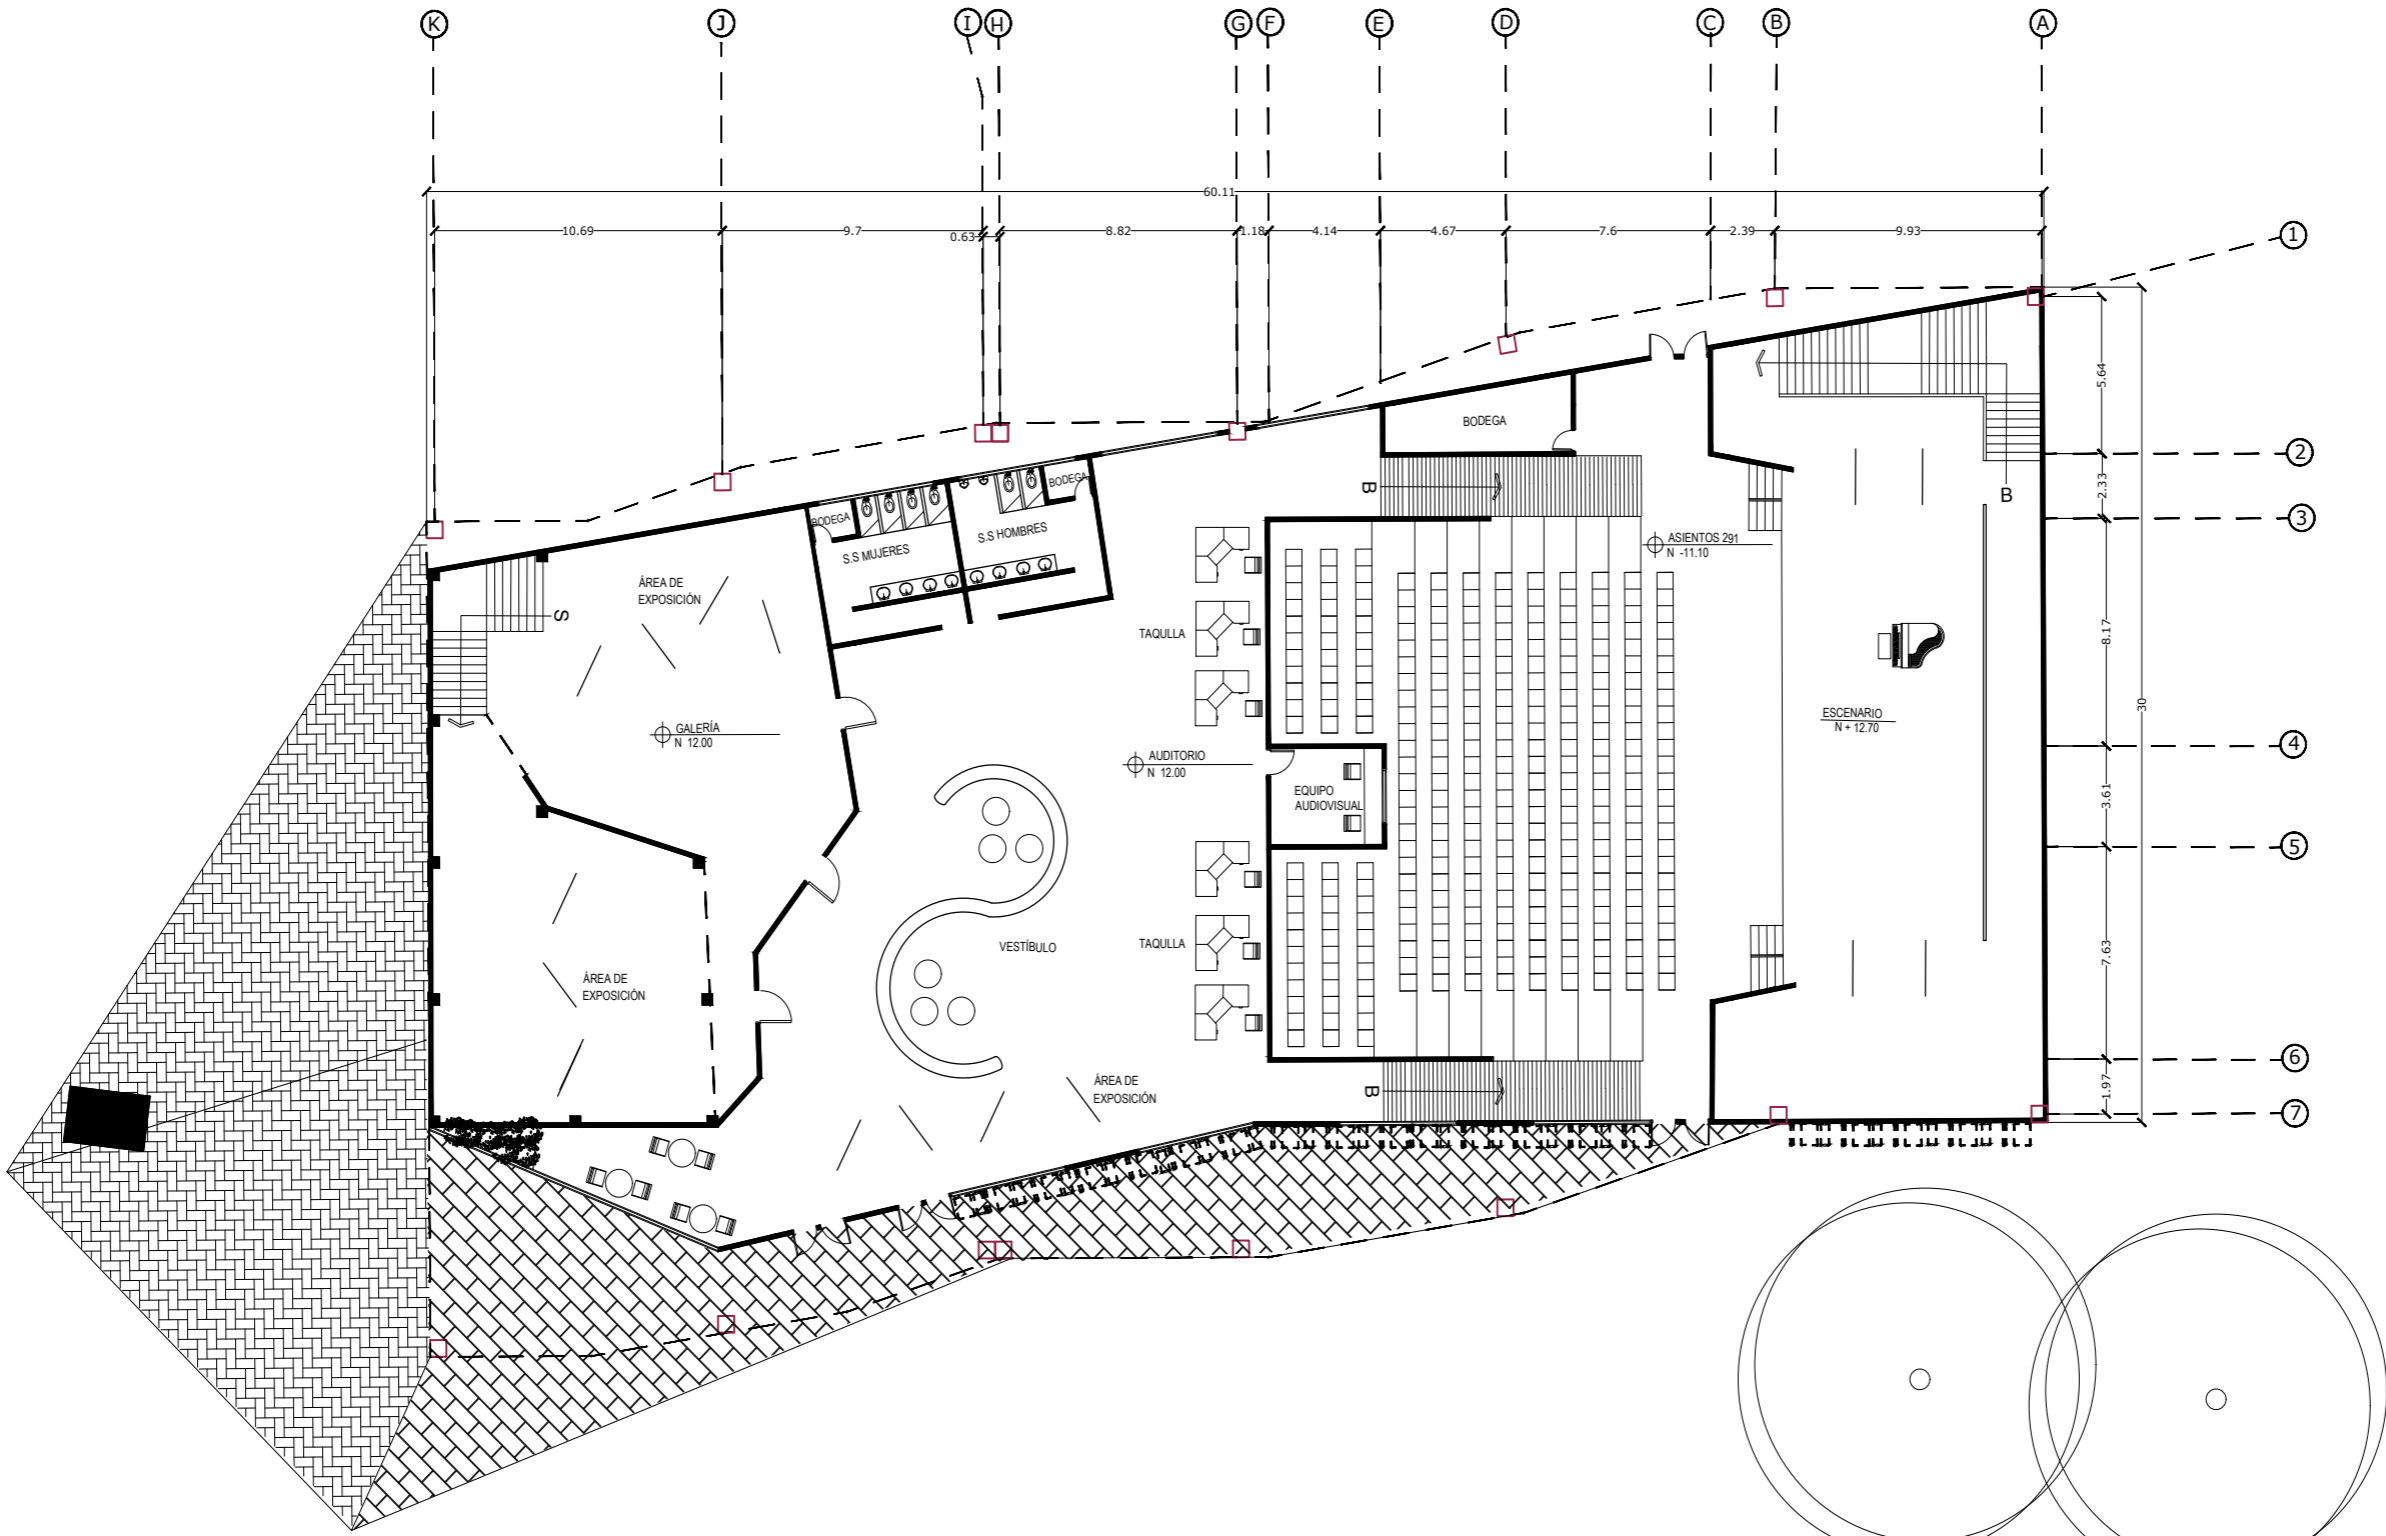 K J I H G F E D C B A
60.11
10.69 9.7 0.63 8.82 1.18 4.14 4.67 7.6 2.39 9.93
1
5.64
2
2.33
3
8.17
30
4
3.61
5
7.63
6
1.97
7
BODEGA
B
B
BODEGA
BODEGA
S.S MUJERES
S.S HOMBRES
ASIENTOS 291
N -11.10
ÁREA DE
EXPOSICIÓN
S
TAQULLA
GALERÍA
N 12.00
AUDITORIO
N 12.00
ESCENARIO
N + 12.70
EQUIPO
AUDIOVISUAL
VESTÍBULO
TAQULLA
ÁREA DE
EXPOSICIÓN
ÁREA DE
EXPOSICIÓN
B